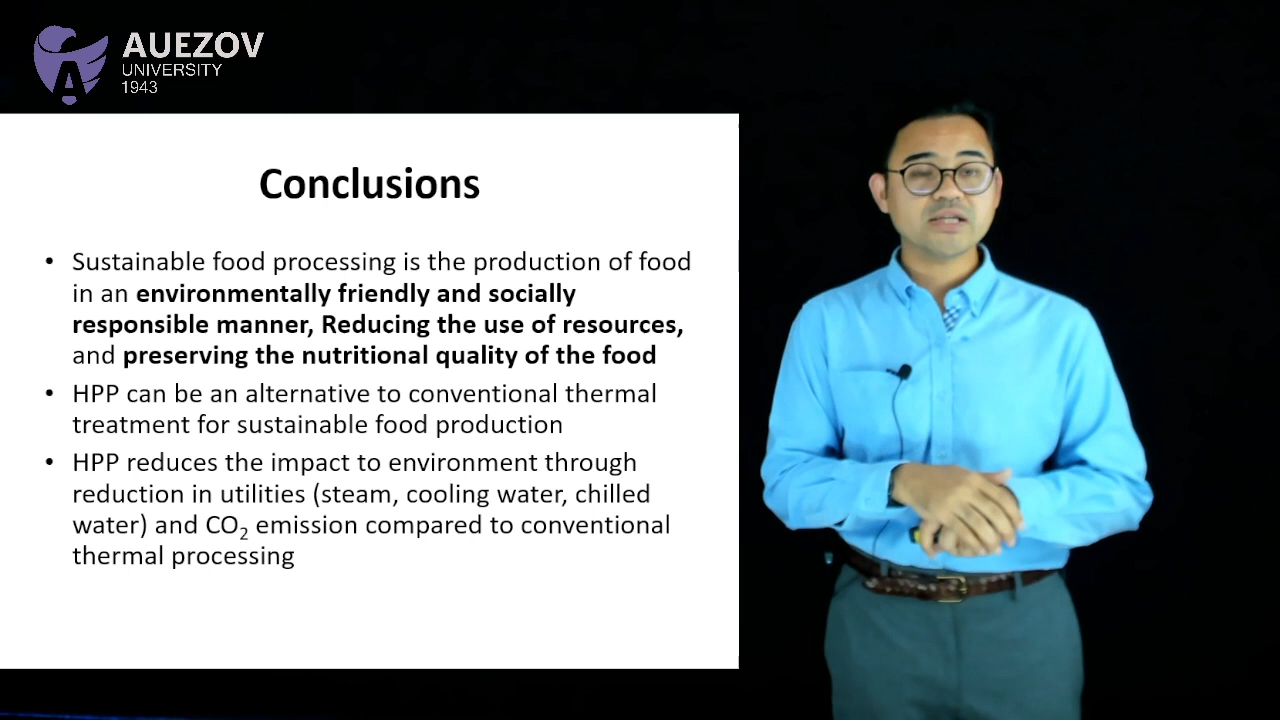 AUEZOV
UNIVERSITY
1943
Conclusions
• Sustainable food processing is the production of food
in an environmentally friendly and socially
responsible manner, Reducing the use of resources,
and preserving the nutritional quality of the food
• HPP can be an alternative to conventional thermal
treatment for sustainable food production
• HPP reduces the impact to environment through
reduction in utilities (steam, cooling water, chilled
water) and CO₂ emission compared to conventional
thermal processing